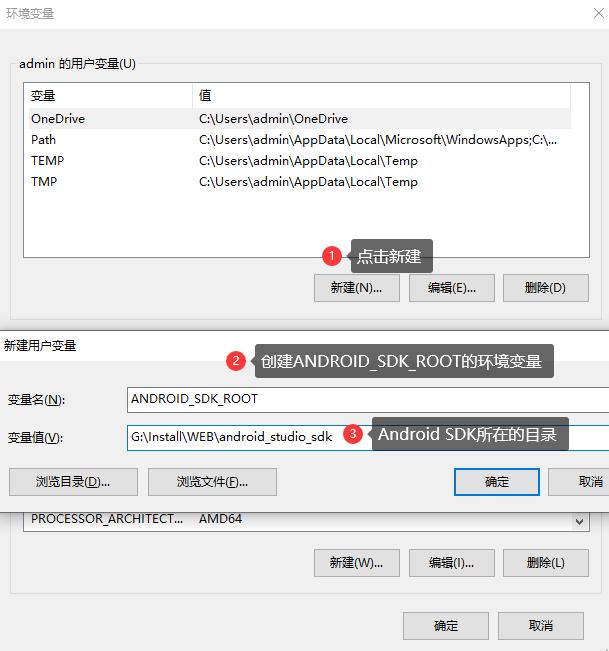 环境变量
admin 的用户变量(U)
变量 值
OneDrive C:\Users\admin\OneDrive
Path C:\Users\admin\AppData\Local\Microsoft\WindowsApps;C:\...
TEMP C:\Users\admin\AppData\Local\Temp
TMP C:\Users\admin\AppData\Local\Temp
1 点击新建
新建(N)... 编辑(E)... 删除(D)
新建用户变量
2 创建ANDROID_SDK_ROOT的环境变量
变量名(N): ANDROID_SDK_ROOT
变量值(V): G:\Install\WEB\android_studio_sdk 3 Android SDK所在的目录
浏览目录(D)... 浏览文件(F)... 确定 取消
PROCESSOR_ARCHITECT... AMD64
新建(W)... 编辑(I)... 删除(L)
确定 取消